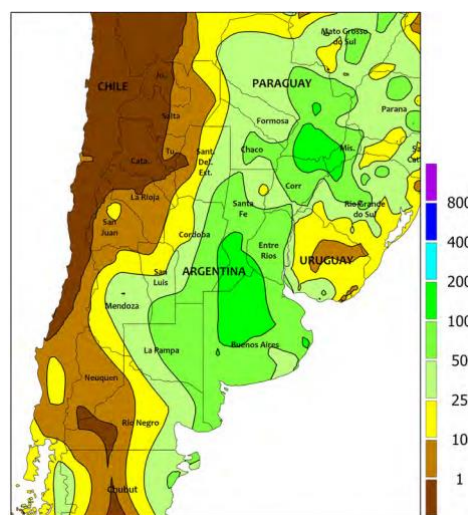 Mato Grosso
do Sul
PARAGUAY
CHILE
Ju.
Salta
Formosa
Parana
Tu.
Chaco
Mis.
Cata.
Sant.
Del.
Ext.
Corr
La Rioja
Santa
Fe
Rio Grande
do Sul
San
Juan
Cordoba
Entre
Rios
URUGUAY
San
Luis
ARGENTINA
Mendoza
Buenos Aires
La Pampa
Neuquen
Rio Negro
Chubut
800
400
200
100
50
25
10
1